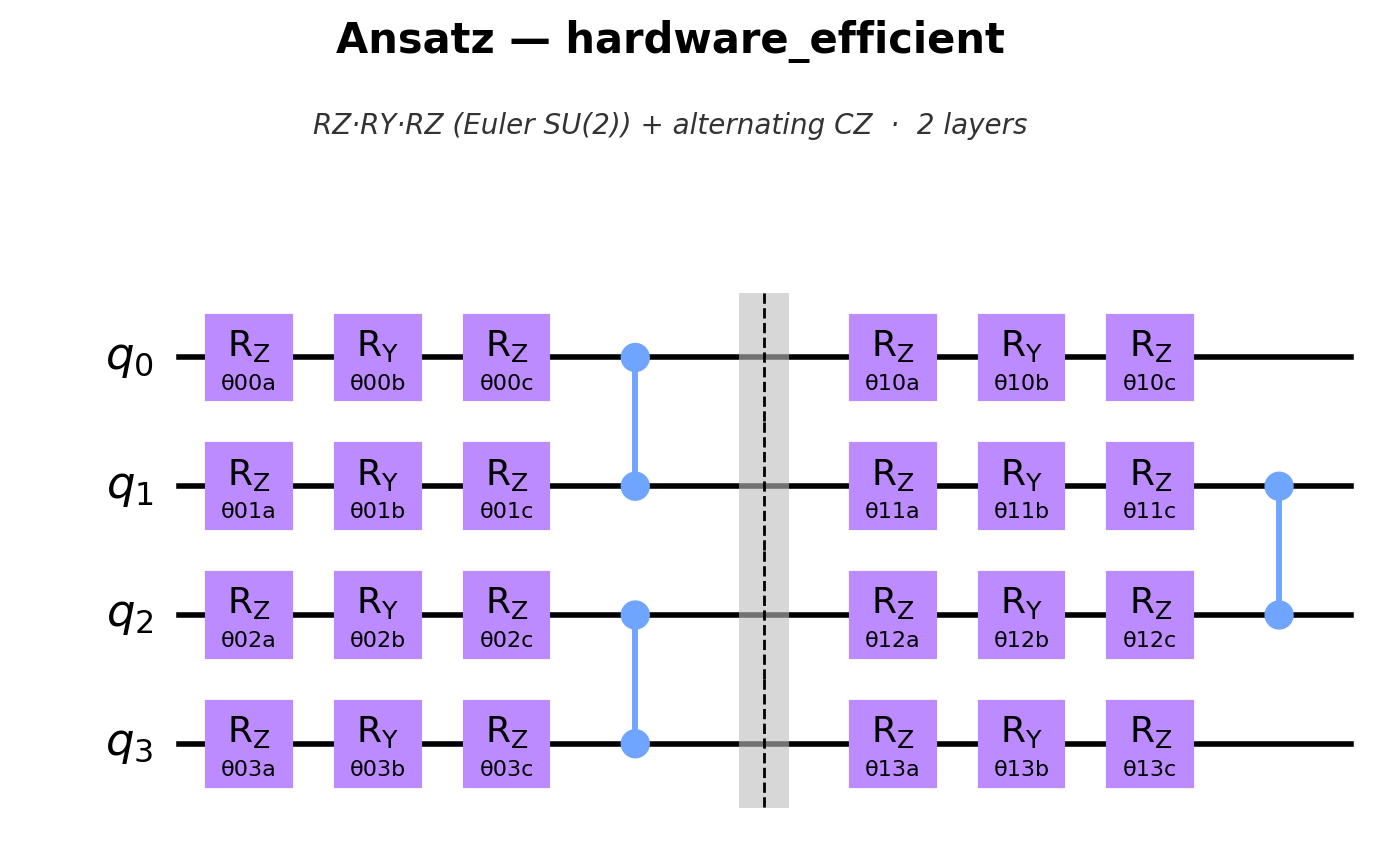 Ansatz — hardware_efficient
RZ·RY·RZ (Euler SU(2)) + alternating CZ · 2 layers
q0 RZ θ00a RY θ00b RZ θ00c RZ θ10a RY θ10b RZ θ10c
q1 RZ θ01a RY θ01b RZ θ01c RZ θ11a RY θ11b RZ θ11c
q2 RZ θ02a RY θ02b RZ θ02c RZ θ12a RY θ12b RZ θ12c
q3 RZ θ03a RY θ03b RZ θ03c RZ θ13a RY θ13b RZ θ13c